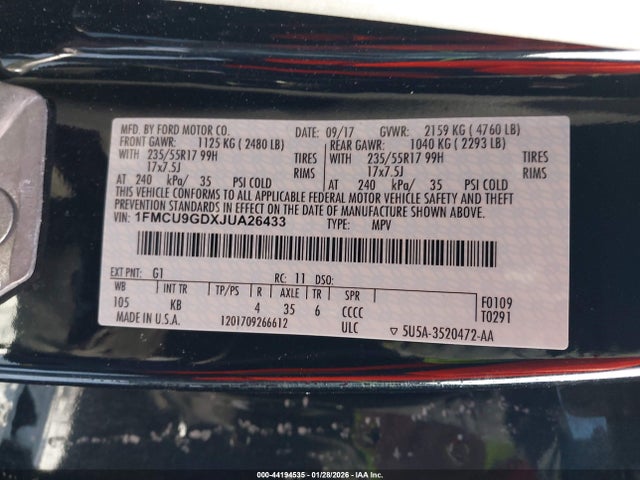 MFD. BY FORD MOTOR CO. 09/17 GVWR: 2159 KG ( 4760 LB)
FRONT GAWR: 1125 KG ( 2480 LB) REAR GAWR: 1040 KG ( 2293 LB)
WITH 235/55R17 99H TIRES WITH 235/55R17 99H TIRES
17x7.5J RIMS 17x7.5J RIMS
AT 240 kPa/ 35 PSI COLD AT 240 kPa/ 35 PSI COLD
THIS VEHICLE CONFORMS TO ALL APPLICABLE FEDERAL MOTOR VEHICLE SAFETY AND THEFT PREVENTION
STANDARDS IN EFFECT ON THE DATE OF MANUFACTURE SHOWN ABOVE.
VIN: 1FMCU9GDXJUA26433 TYPE: MPV
EXT PNT: G1 RC: 11 DSO: F0109
WB INT TR TP/PS R AXLE TR SPR T0291
105 KB 4 35 6 CCCC
MADE IN U.S.A. 1201709266612 ULC ▽ 5U5A-3520472-AA
000-44194535 - 01/28/2026 - IAAI.COM